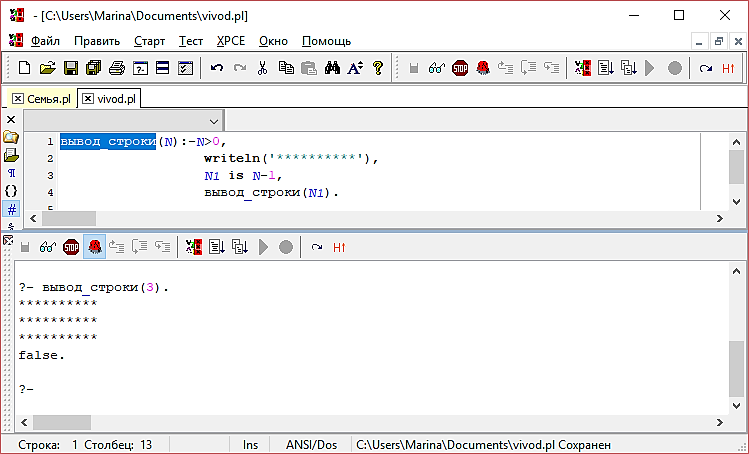 - [C:\Users\Marina\Documents\vivod.pl]
Файл Править Старт Тест XPCE Окно Помощь
Семья.pl vivod.pl
1 вывод_строки(N):-N>0,
2 writeln('**********'),
3 N1 is N-1,
4 вывод_строки(N1).
5
?- вывод_строки(3).
**********
**********
**********
false.
?-
Строка: 1 Столбец: 13 Ins ANSI/Dos C:\Users\Marina\Documents\vivod.pl Сохранен